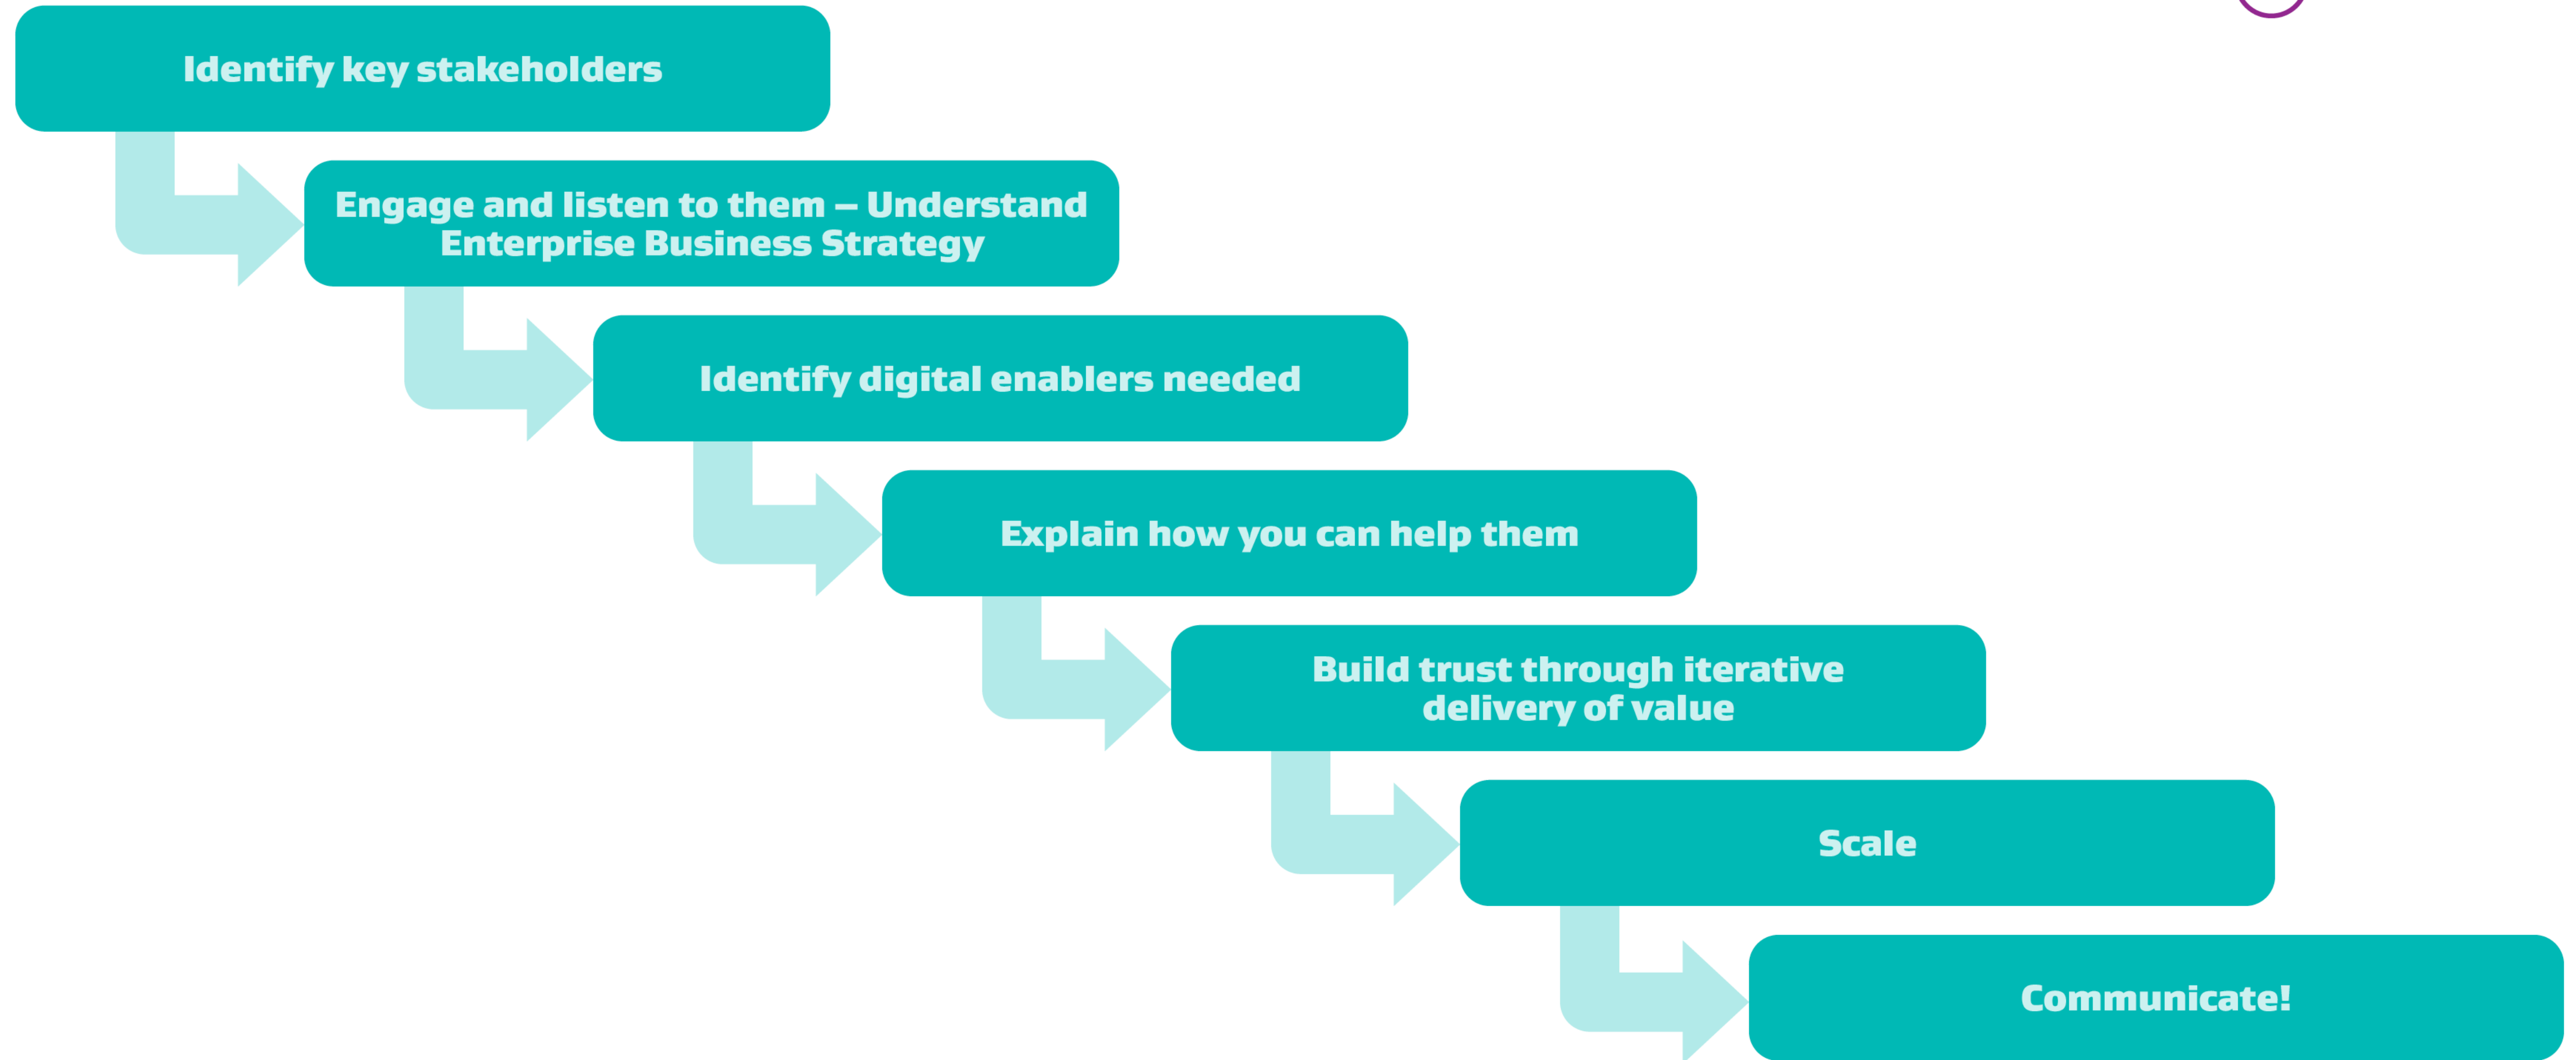 Identify key stakeholders
Engage and listen to them – Understand
Enterprise Business Strategy
Identify digital enablers needed
Explain how you can help them
Build trust through iterative
delivery of value
Scale
Communicate!